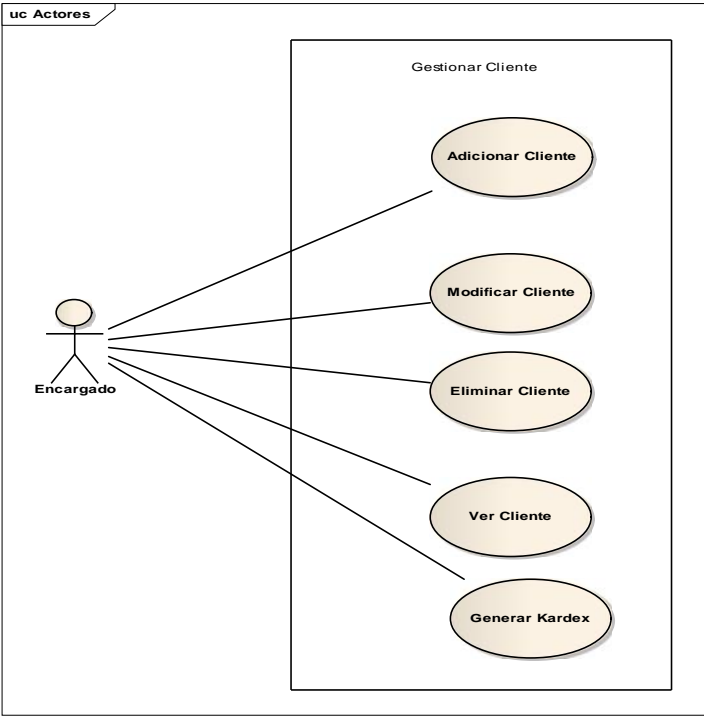 uc Actores
Gestionar Cliente
Adicionar Cliente
Modificar Cliente
Eliminar Cliente
Encargado
Ver Cliente
Generar Kardex